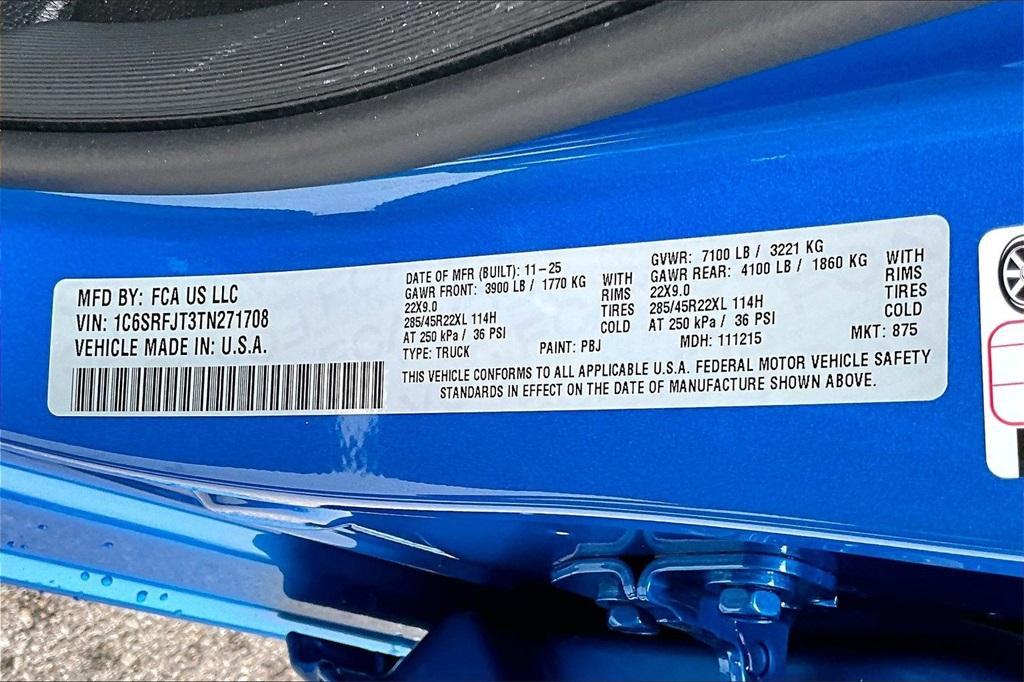 MFD BY: FCA US LLC
VIN: 1C6SRFJT3TN271708
VEHICLE MADE IN: U.S.A.
DATE OF MFR (BUILT): 11-25
GAWR FRONT: 3900 LB / 1770 KG WITH
22X9.0 RIMS
285/45R22XL 114H TIRES
AT 250 kPa / 36 PSI COLD
TYPE: TRUCK PAINT: PBJ
GVWR: 7100 LB / 3221 KG
GAWR REAR: 4100 LB / 1860 KG WITH
22X9.0 RIMS
285/45R22XL 114H TIRES
AT 250 kPa / 36 PSI COLD
MDH: 111215 MKT: 875
THIS VEHICLE CONFORMS TO ALL APPLICABLE U.S.A. FEDERAL MOTOR VEHICLE SAFETY
STANDARDS IN EFFECT ON THE DATE OF MANUFACTURE SHOWN ABOVE.